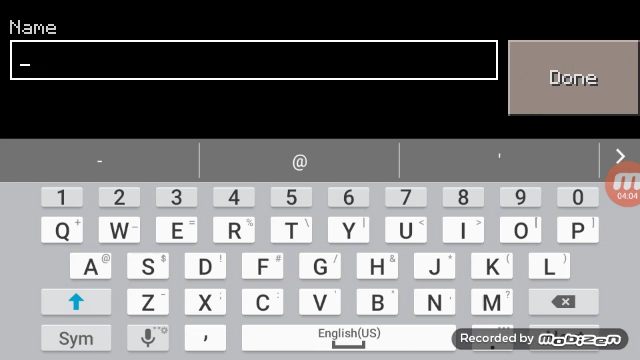 Name
_
Done
- @ '
1 2 3 4 5 6 7 8 9 0
Q + W _ E = R % T \ Y | U < I > O [ P ]
A @ S $ D ! F # G / H & J * K ( L )
Z - X ; C : V ' B " N , M ?
Sym , English(US)
04:04
Recorded by mobizen